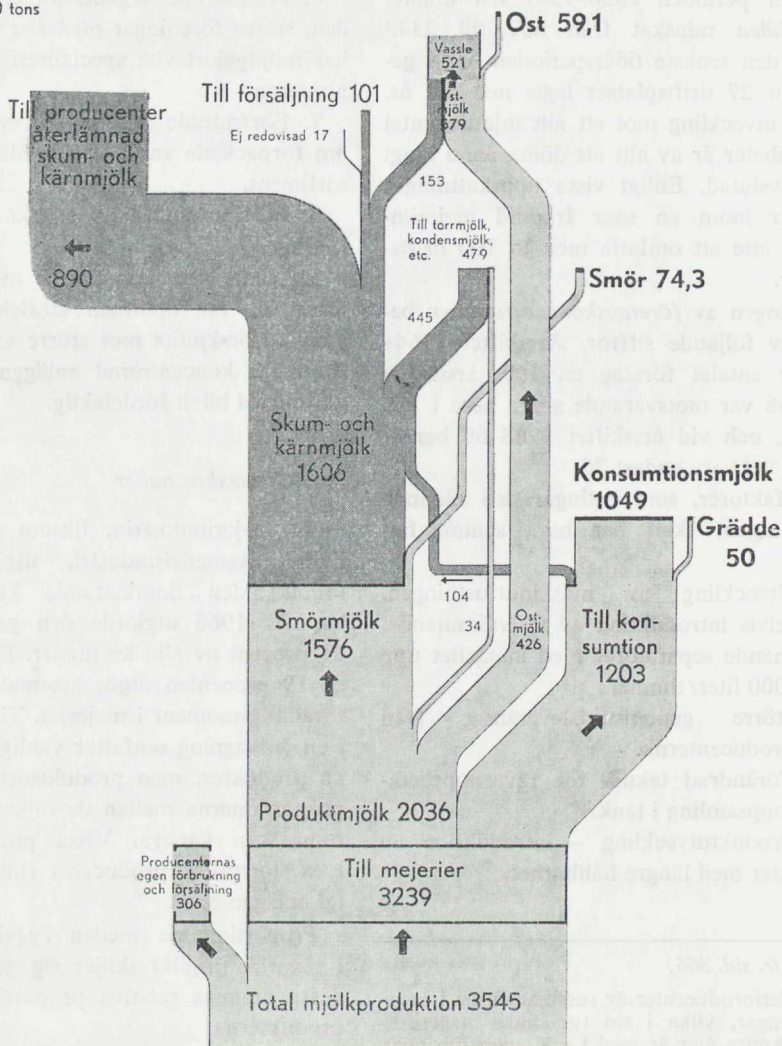 tons
Ost 59,1
Vassle
521
Ost-
mjölk
579
Till försäljning 101
Till producenter
återlämnad
skum- och
kärnmjölk
890
Ej redovisad 17
153
Till torrmjölk,
kondensmjölk,
etc. 479
445
Smör 74,3
Skum- och
kärnmjölk
1606
Konsumtionsmjölk
1049
Grädde
50
104
34
Ost
mjölk
426
Smörmjölk
1576
Till kon-
sumtion
1203
Produktmjölk 2036
Producenternas
egen förbrukning
och försäljning
306
Till mejerier
3239
Total mjölkproduktion 3545